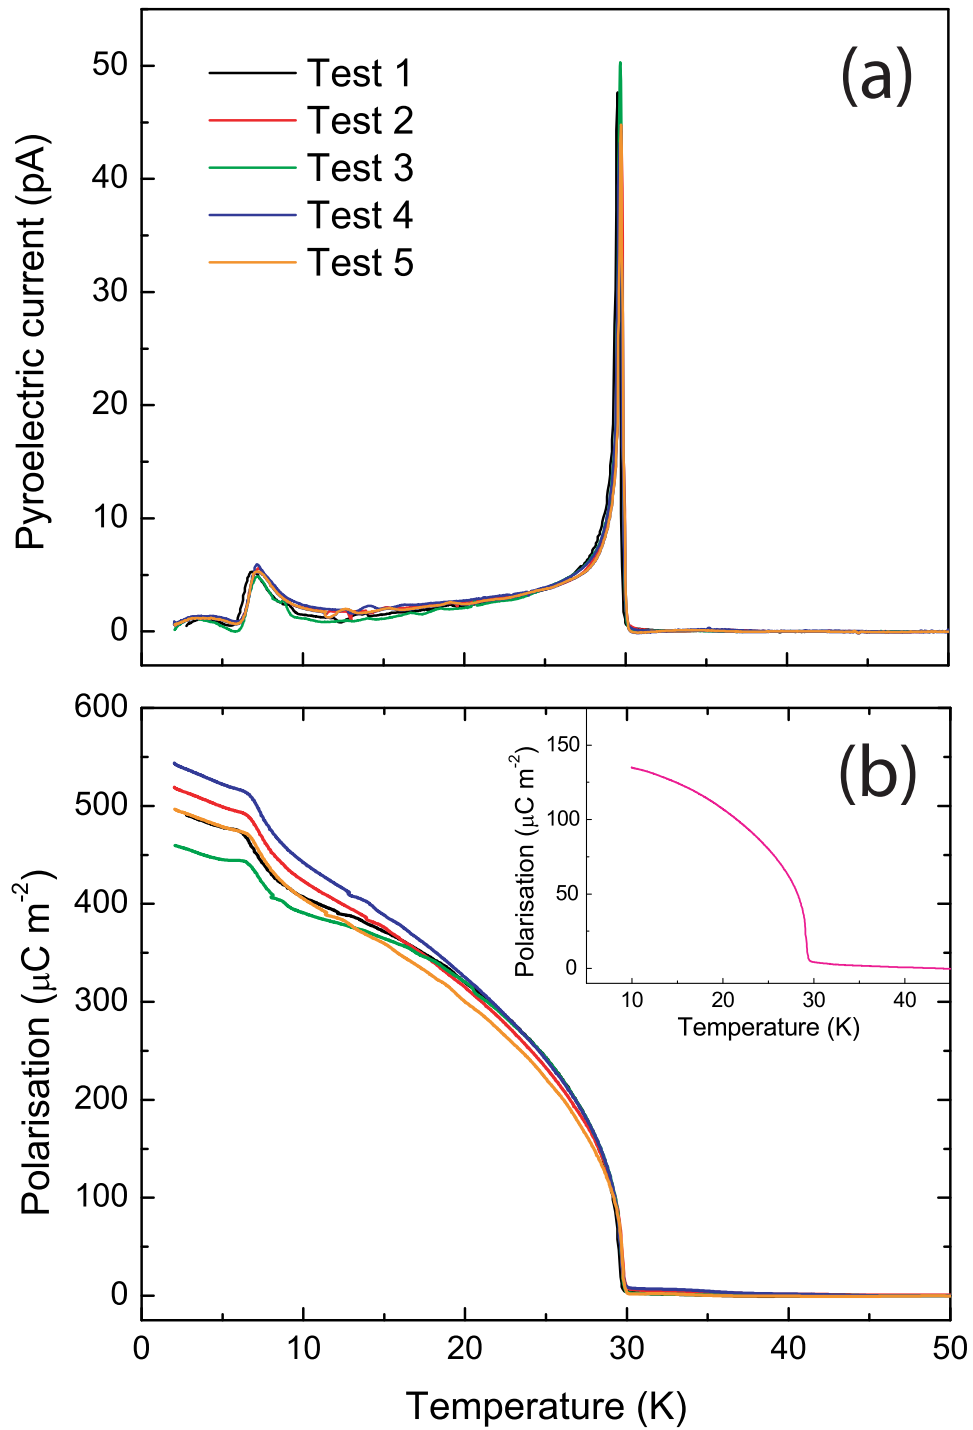 (a)
Test 1
Test 2
Test 3
Test 4
Test 5
Pyroelectric current (pA)
50
40
30
20
10
0
(b)
Polarisation (μC m⁻²)
600
500
400
300
200
100
0
0 10 20 30 40 50
Temperature (K)
Polarisation (μC m⁻²)
150
100
50
0
10 20 30 40
Temperature (K)